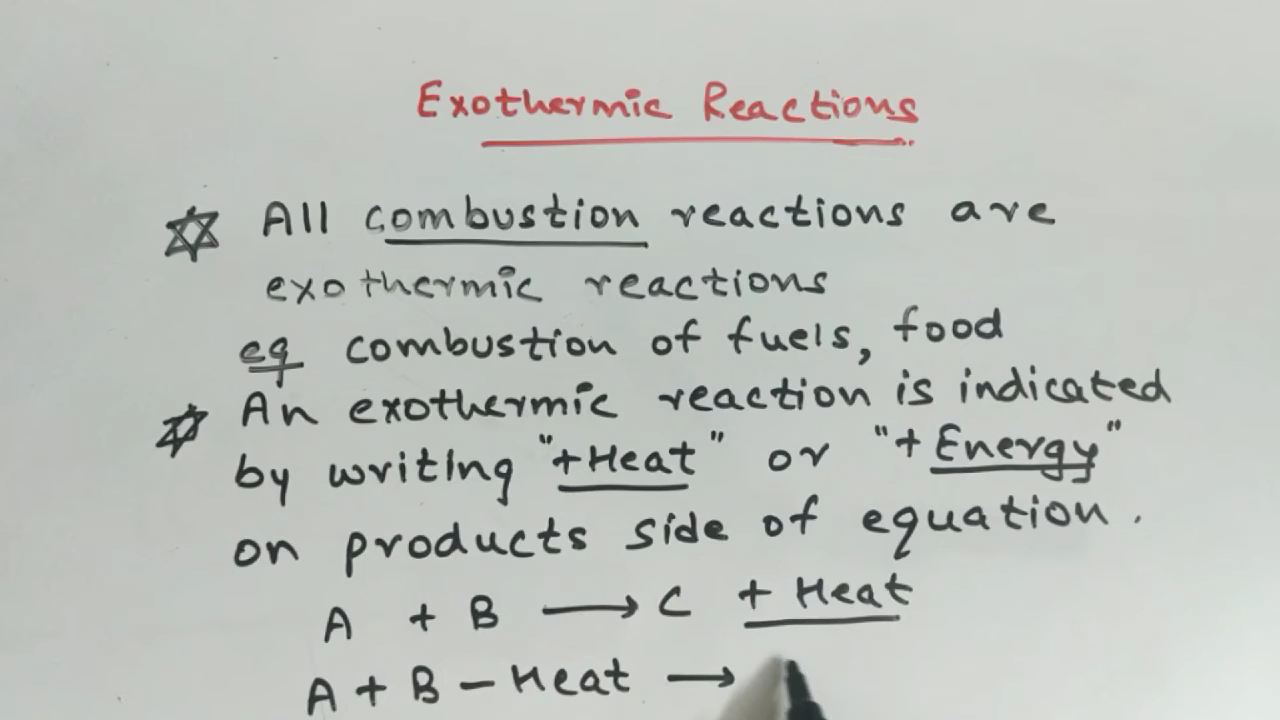 Exothermic Reactions
All combustion reactions are
exothermic reactions
eg combustion of fuels, food
An exothermic reaction is indicated
by writing "+Heat" or "+Energy"
on products side of equation.
A + B ⟶ C + Heat
A + B – Heat ⟶